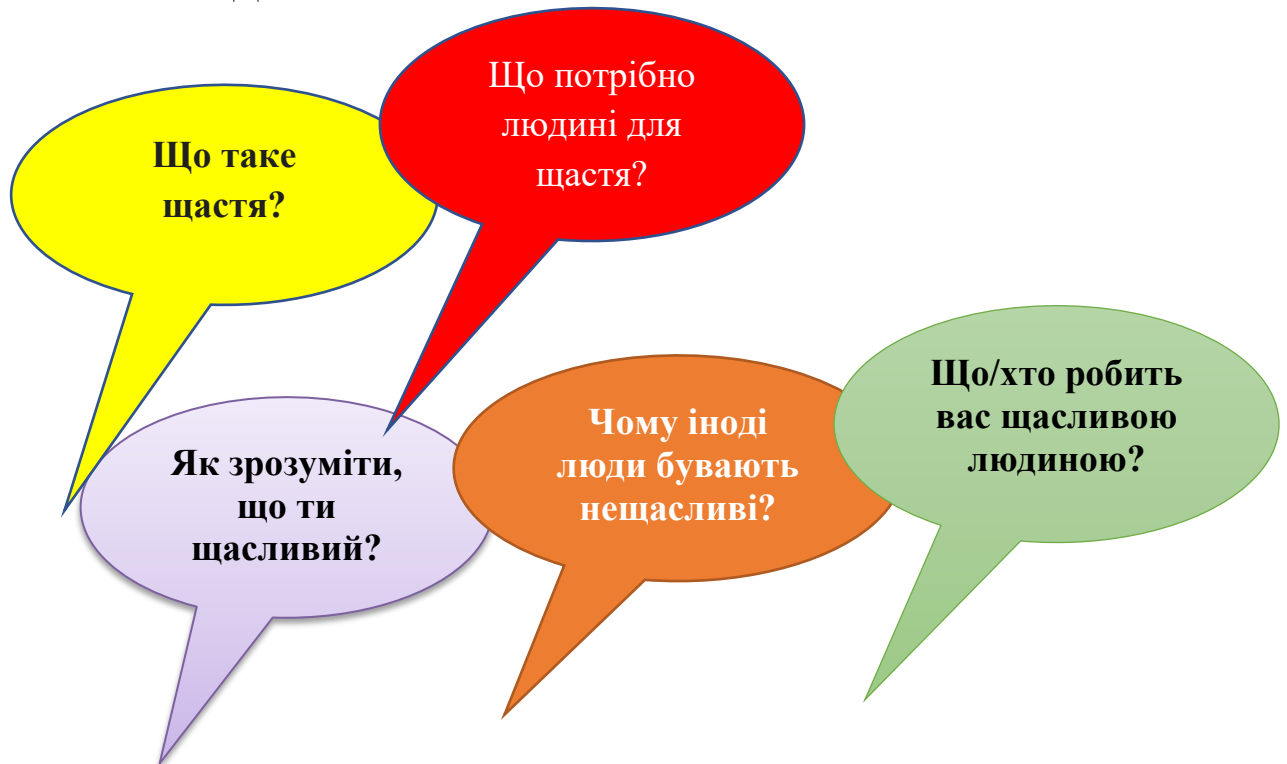 Що таке
щастя?
Що потрібно
людині для
щастя?
Як зрозуміти,
що ти
щасливий?
Чому іноді
люди бувають
нещасливі?
Що/хто робить
вас щасливою
людиною?